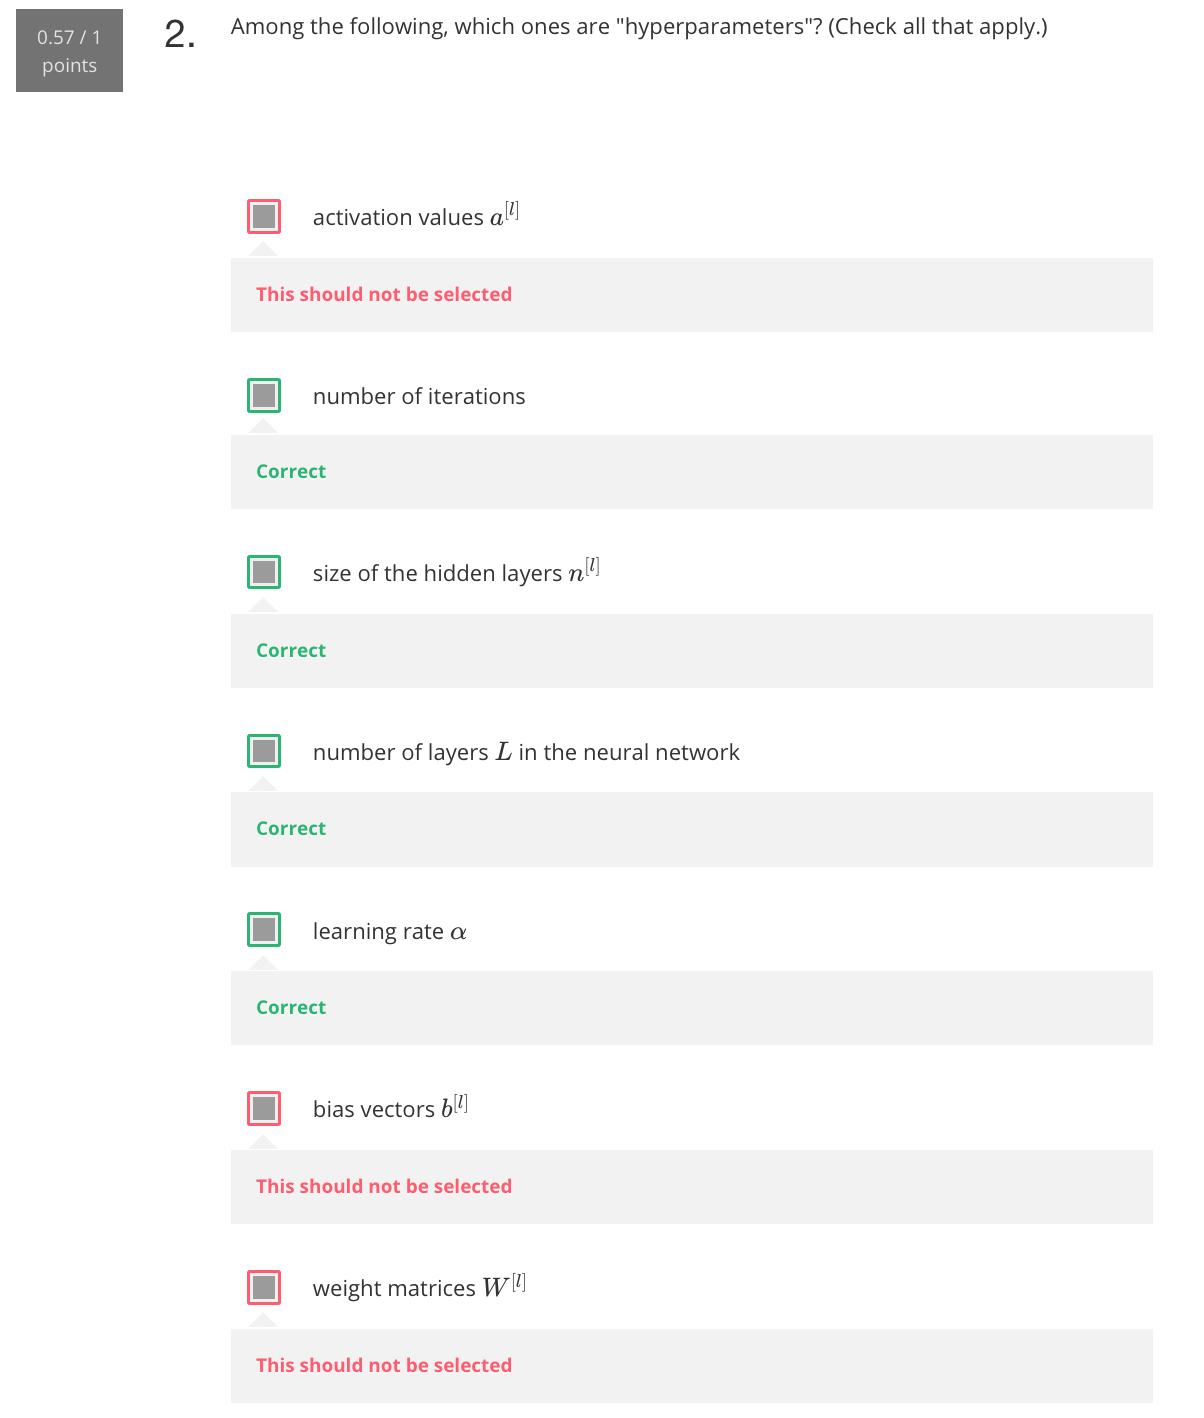 0.57 / 1
points
2.
Among the following, which ones are "hyperparameters"? (Check all that apply.)
activation values a^{[l]}
This should not be selected
number of iterations
Correct
size of the hidden layers n^{[l]}
Correct
number of layers L in the neural network
Correct
learning rate α
Correct
bias vectors b^{[l]}
This should not be selected
weight matrices W^{[l]}
This should not be selected